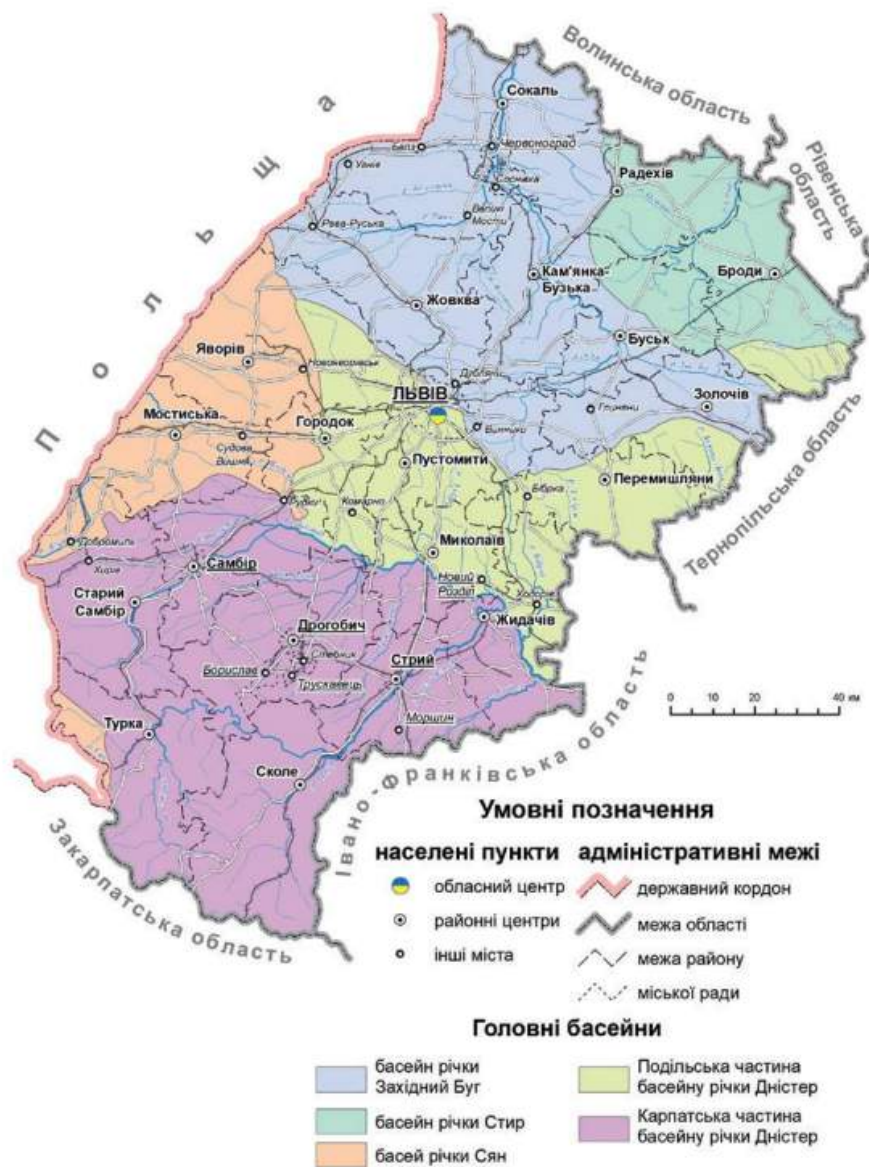 Волинська область
Рівенська
область
Польща
Сокаль
Белз
Червоноград
Угнів
Соснівка
Радехів
Великі
Мости
Рава-Руська
Броди
Кам'янка-
Бузька
Жовква
Буськ
Яворів
Новояворівськ
Дубляни
ЛЬВІВ
Золочів
Глиняни
Мостиська
Городок
Винники
Судова
Вишня
Пустомити
Перемишляни
Бібрка
Рудки
Комарно
Тернопільська область
Миколаїв
Добромиль
Хирів
Самбір
Новий
Розділ
Ходорів
Старий
Самбір
Жидачів
Дрогобич
Стебник
Стрий
Борислав
Трускавець
0 10 20 40 км
Моршин
Турка
Сколе
Івано-Франківська область
Закарпатська область
Умовні позначення
населені пункти
обласний центр
районні центри
інші міста
адміністративні межі
державний кордон
межа області
межа району
міської ради
Головні басейни
басейн річки
Західний Буг
басейн річки Стир
басей річки Сян
Подільська частина
басейну річки Дністер
Карпатська частина
басейну річки Дністер